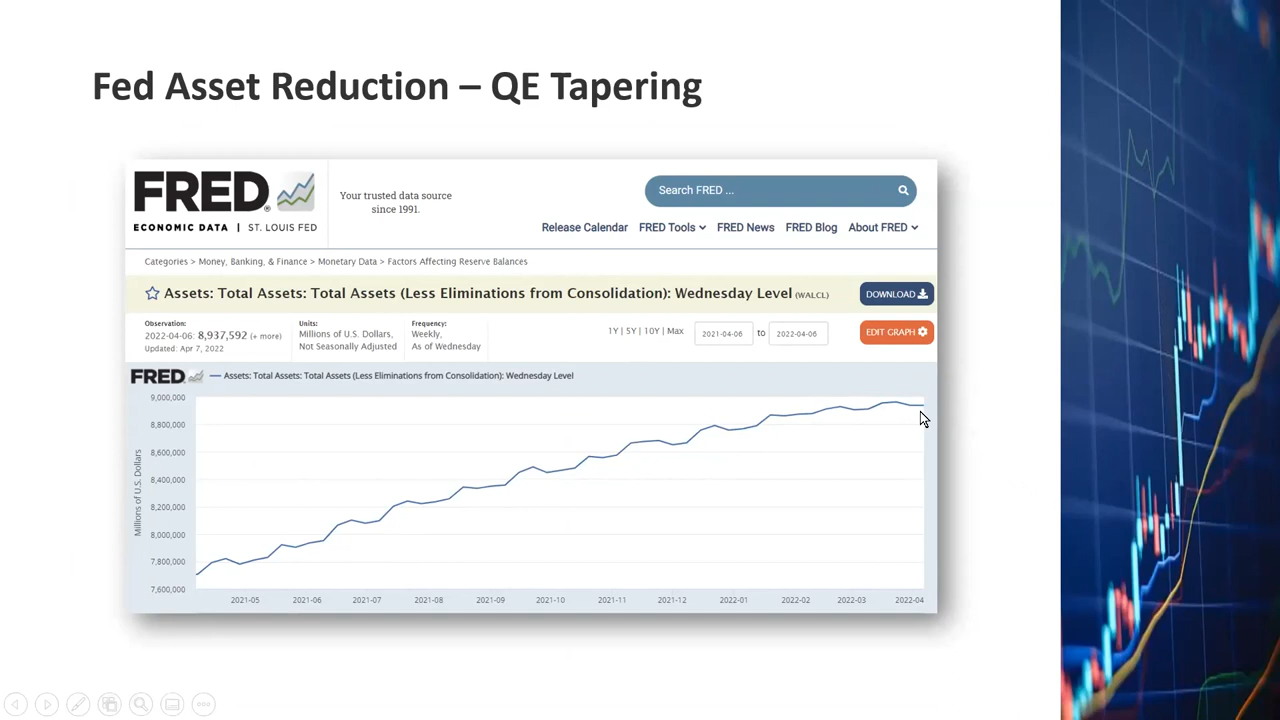 Fed Asset Reduction – QE Tapering
FRED®
ECONOMIC DATA | ST. LOUIS FED
Your trusted data source
since 1991.
Search FRED ...
Release Calendar FRED Tools FRED News FRED Blog About FRED
Categories > Money, Banking, & Finance > Monetary Data > Factors Affecting Reserve Balances
Assets: Total Assets: Total Assets (Less Eliminations from Consolidation): Wednesday Level (WALCL)
DOWNLOAD
Observation:
2022-04-06: 8,937,592 (+ more)
Updated: Apr 7, 2022
Units:
Millions of U.S. Dollars,
Not Seasonally Adjusted
Frequency:
Weekly,
As of Wednesday
1Y | 5Y | 10Y | Max 2021-04-06 to 2022-04-06
EDIT GRAPH
FRED — Assets: Total Assets: Total Assets (Less Eliminations from Consolidation): Wednesday Level
Millions of U.S. Dollars
9,000,000
8,800,000
8,600,000
8,400,000
8,200,000
8,000,000
7,800,000
7,600,000
2021-05 2021-06 2021-07 2021-08 2021-09 2021-10 2021-11 2021-12 2022-01 2022-02 2022-03 2022-04